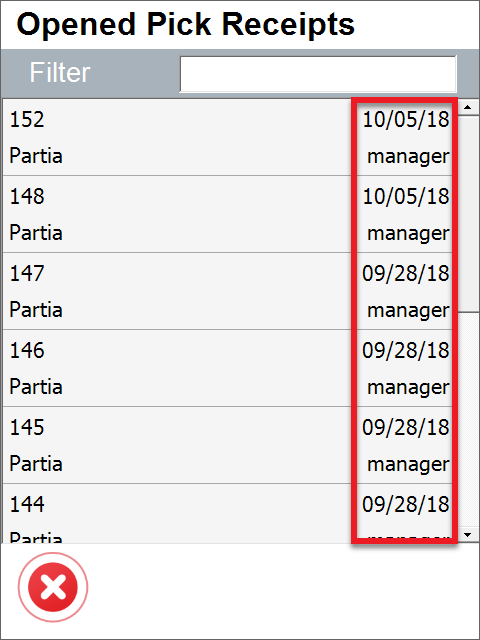 Opened Pick Receipts
Filter
152 10/05/18
Partia manager
148 10/05/18
Partia manager
147 09/28/18
Partia manager
146 09/28/18
Partia manager
145 09/28/18
Partia manager
144 09/28/18
Partia manager